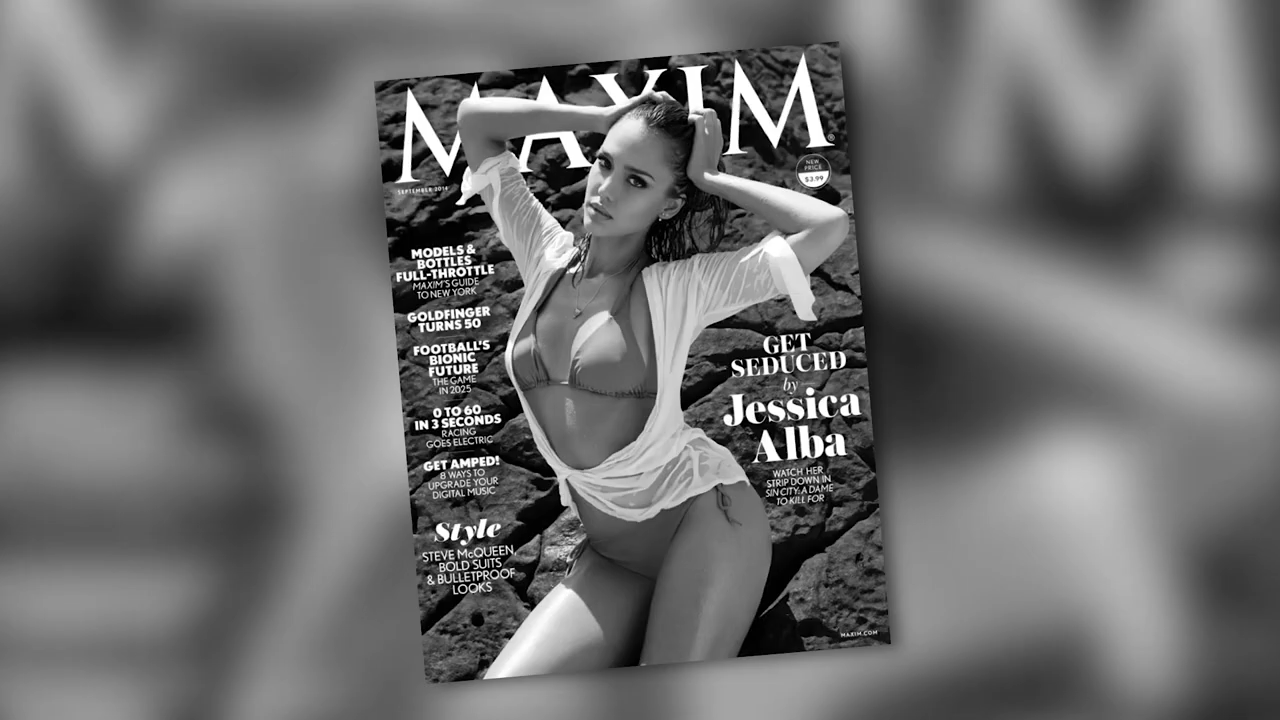 MAXIM
SEPTEMBER 2014
NEW
PRICE
$3.99
MODELS &
BOTTLES
FULL-THROTTLE
MAXIM'S GUIDE
TO NEW YORK
GOLDFINGER
TURNS 50
FOOTBALL'S
BIONIC
FUTURE
THE GAME
IN 2025
0 TO 60
IN 3 SECONDS
RACING
GOES ELECTRIC
GET AMPED!
8 WAYS TO
UPGRADE YOUR
DIGITAL MUSIC
Style
STEVE McQUEEN,
BOLD SUITS
& BULLETPROOF
LOOKS
GET
SEDUCED
by
Jessica
Alba
WATCH HER
STRIP DOWN IN
SIN CITY: A DAME
TO KILL FOR
MAXIM.COM